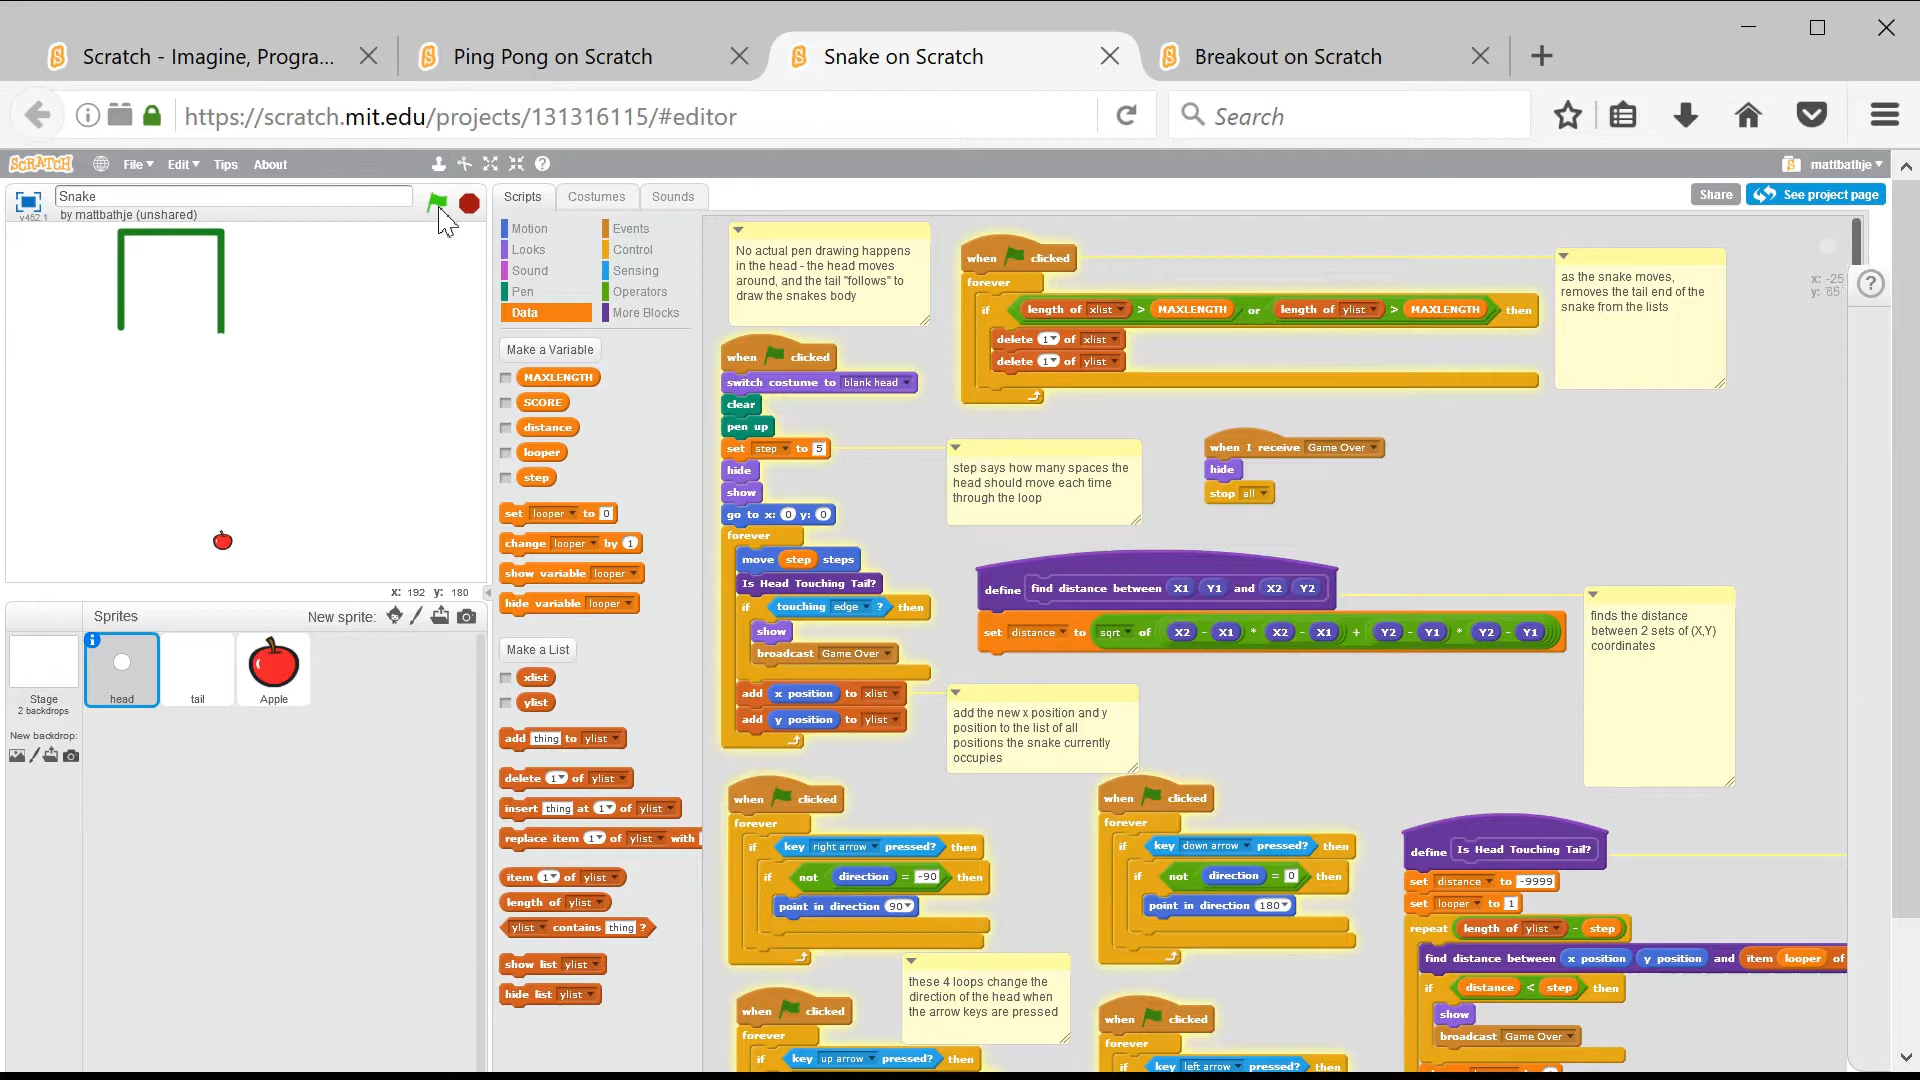 Scratch - Imagine, Progra...
Ping Pong on Scratch
Snake on Scratch
Breakout on Scratch
https://scratch.mit.edu/projects/131316115/#editor
Search
SCRATCH
File
Edit
Tips
About
mattbathje
Snake
by mattbathje (unshared)
v452.1
Scripts
Costumes
Sounds
Share
See project page
Motion
Looks
Sound
Pen
Data
Events
Control
Sensing
Operators
More Blocks
Make a Variable
MAXLENGTH
SCORE
distance
looper
step
set looper to 0
change looper by 1
show variable looper
hide variable looper
Make a List
xlist
ylist
add thing to ylist
delete 1 of ylist
insert thing at 1 of ylist
replace item 1 of ylist with
item 1 of ylist
length of ylist
ylist contains thing ?
show list ylist
hide list ylist
x: 192 y: 180
Sprites
New sprite:
Stage
2 backdrops
New backdrop:
head
tail
Apple
No actual pen drawing happens
in the head - the head moves
around, and the tail "follows" to
draw the snakes body
when clicked
switch costume to blank head
clear
pen up
set step to 5
hide
show
go to x: 0 y: 0
forever
move step steps
Is Head Touching Tail?
if touching edge ? then
show
broadcast Game Over
add x position to xlist
add y position to ylist
when clicked
forever
if length of xlist > MAXLENGTH or length of ylist > MAXLENGTH then
delete 1 of xlist
delete 1 of ylist
as the snake moves,
removes the tail end of the
snake from the lists
x: -25
y: 65
step says how many spaces the
head should move each time
through the loop
when I receive Game Over
hide
stop all
define find distance between X1 Y1 and X2 Y2
set distance to sqrt of X2 - X1 * X2 - X1 + Y2 - Y1 * Y2 - Y1
finds the distance
between 2 sets of (X,Y)
coordinates
add the new x position and y
position to the list of all
positions the snake currently
occupies
when clicked
forever
if key right arrow pressed? then
if not direction = -90 then
point in direction 90
when clicked
forever
if key down arrow pressed? then
if not direction = 0 then
point in direction 180
these 4 loops change the
direction of the head when
the arrow keys are pressed
when clicked
forever
if key up arrow pressed? then
when clicked
forever
if key left arrow pressed? then
define Is Head Touching Tail?
set distance to -9999
set looper to 1
repeat length of ylist - step
find distance between x position y position and item looper of
if distance < step then
show
broadcast Game Over